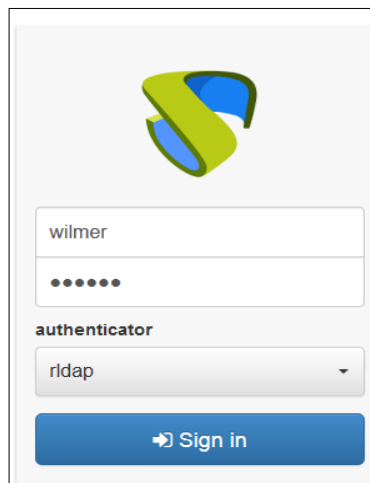 wilmer
●●●●●●
authenticator
rldap
Sign in